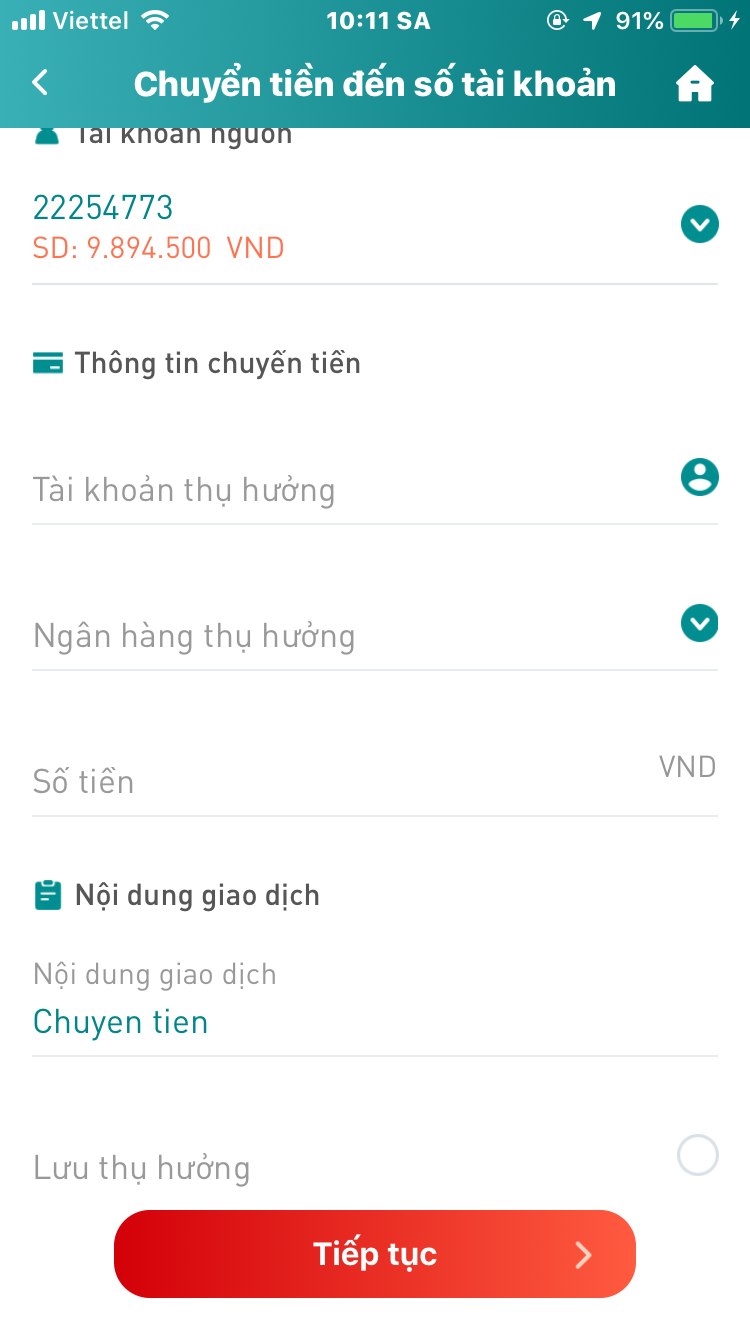 Viettel
10:11 SA
91%
Chuyển tiền đến số tài khoản
Tài khoản nguồn
22254773
SD: 9.894.500 VND
Thông tin chuyển tiền
Tài khoản thụ hưởng
Ngân hàng thụ hưởng
Số tiền
VND
Nội dung giao dịch
Nội dung giao dịch
Chuyen tien
Lưu thụ hưởng
Tiếp tục